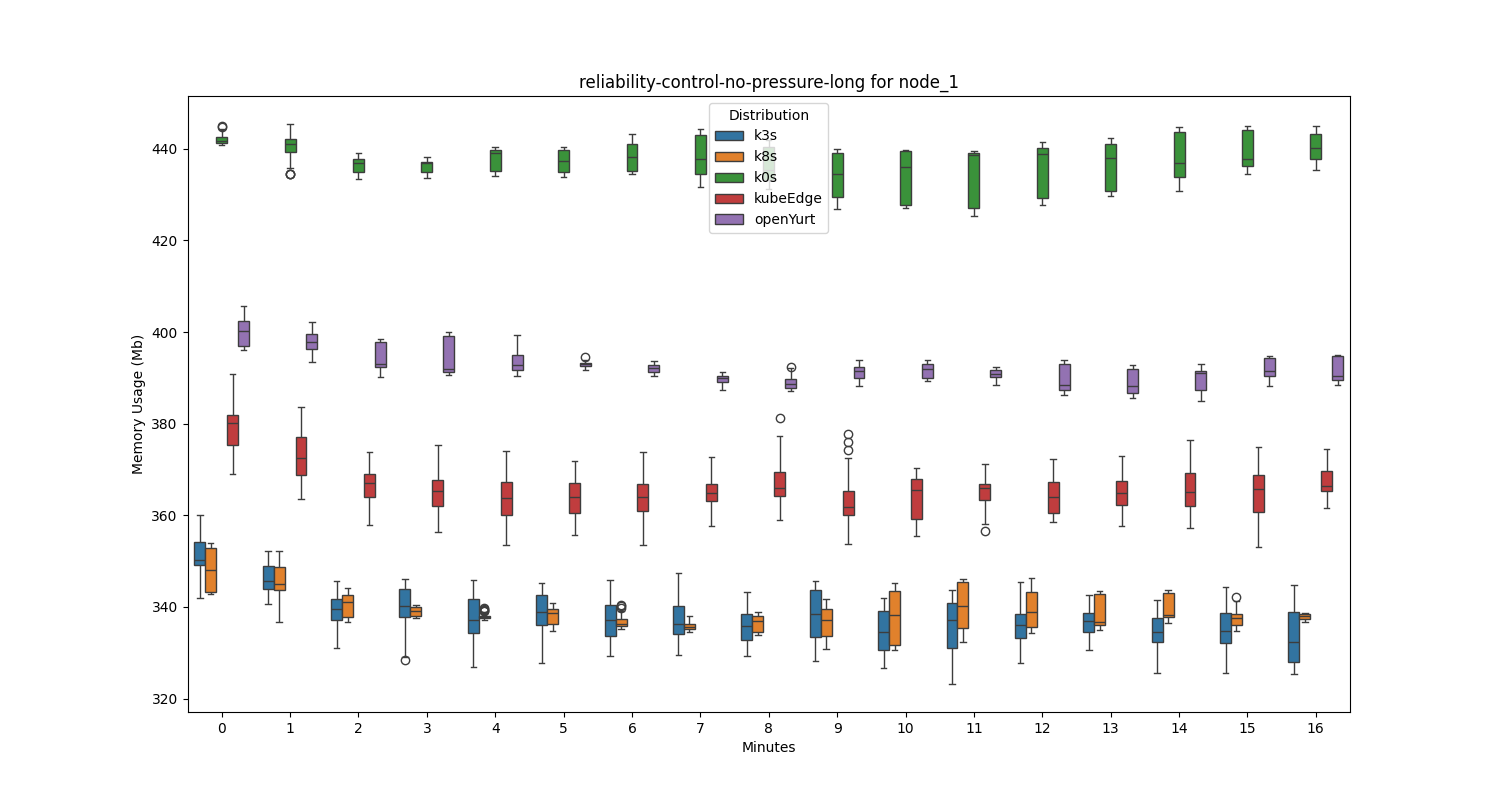 reliability-control-no-pressure-long for node_1
Distribution
k3s
k8s
k0s
kubeEdge
openYurt
Memory Usage (Mb)
440
420
400
380
360
340
320
0 1 2 3 4 5 6 7 8 9 10 11 12 13 14 15 16
Minutes